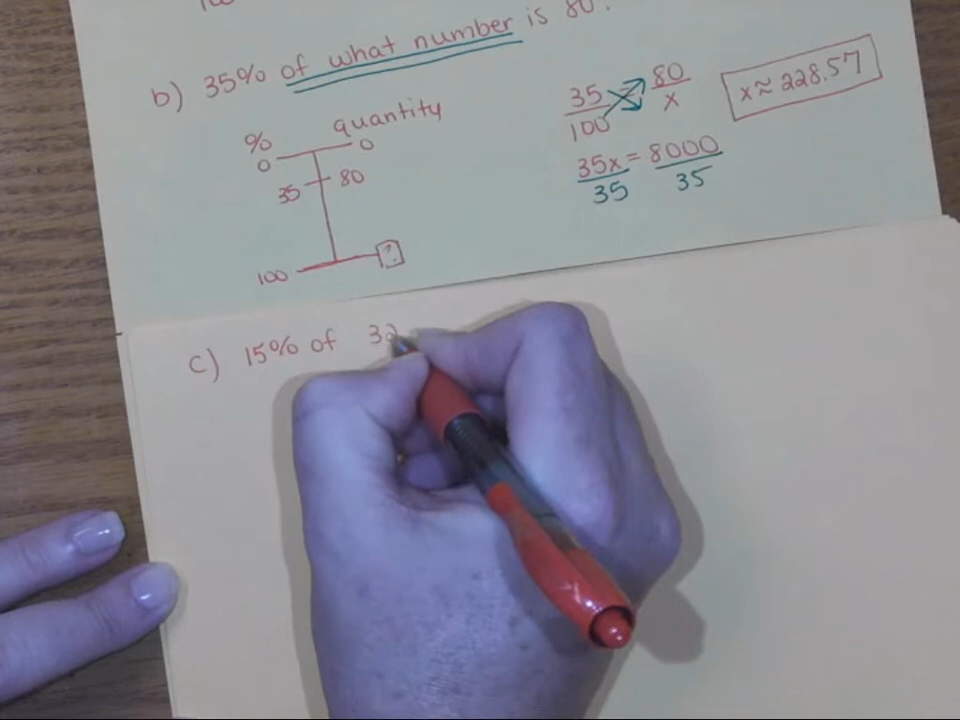 b) 35% of what number is 80?
% quantity
0 0
35 80
100 ?
35/100 = 80/x
35x = 8000
35 35
x ≈ 228.57
c) 15% of 32